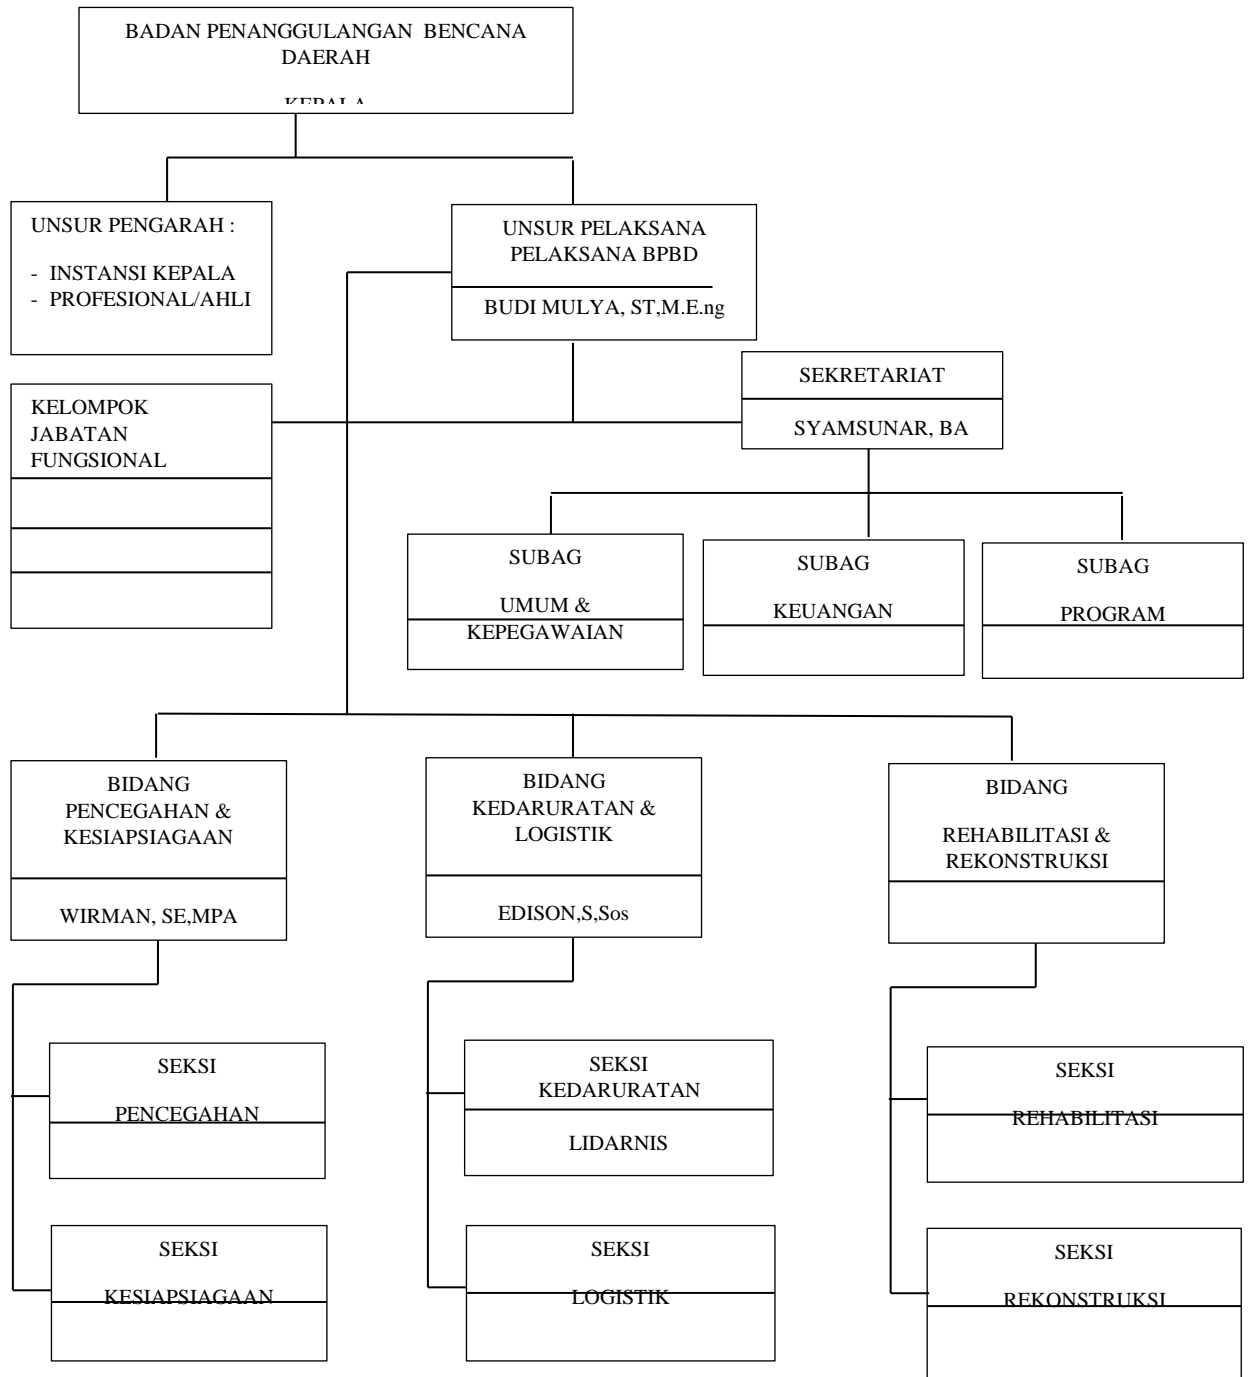 BADAN PENANGGULANGAN BENCANA
DAERAH
KEPALA
UNSUR PENGARAH :
- INSTANSI KEPALA
- PROFESIONAL/AHLI
UNSUR PELAKSANA
PELAKSANA BPBD
BUDI MULYA, ST,M.E.ng
SEKRETARIAT
SYAMSUNAR, BA
KELOMPOK
JABATAN
FUNGSIONAL
SUBAG
UMUM &
KEPEGAWAIAN
SUBAG
KEUANGAN
SUBAG
PROGRAM
BIDANG
PENCEGAHAN &
KESIAPSIAGAAN
WIRMAN, SE,MPA
BIDANG
KEDARURATAN &
LOGISTIK
EDISON,S,Sos
BIDANG
REHABILITASI &
REKONSTRUKSI
SEKSI
PENCEGAHAN
SEKSI
KEDARURATAN
LIDARNIS
SEKSI
REHABILITASI
SEKSI
KESIAPSIAGAAN
SEKSI
LOGISTIK
SEKSI
REKONSTRUKSI